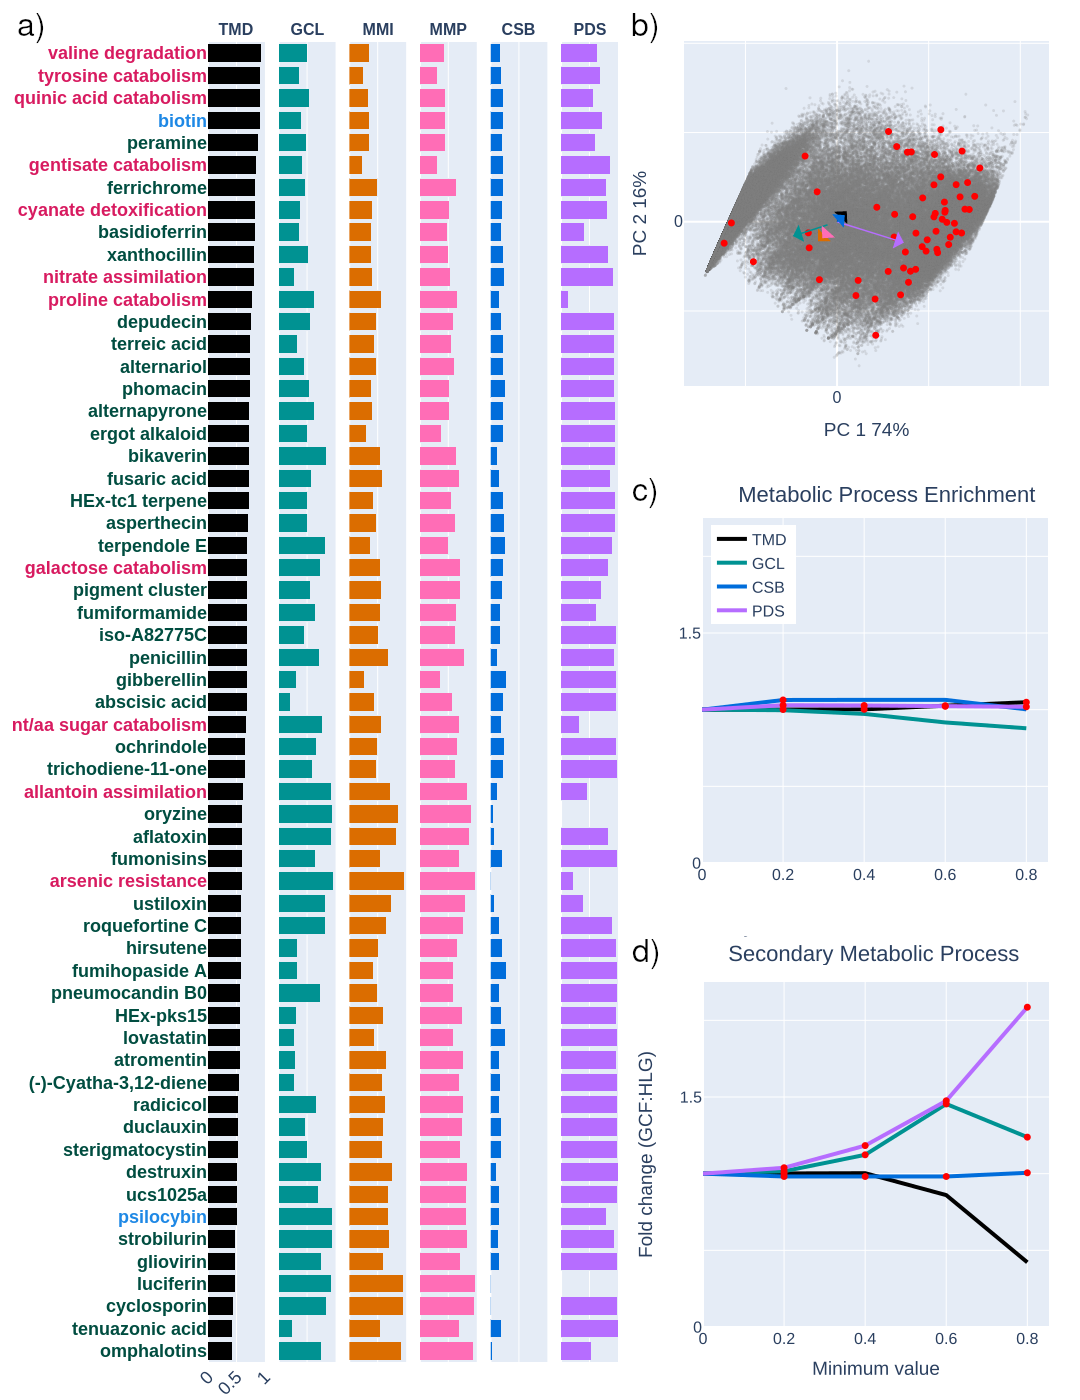 a)
TMD GCL MMI MMP CSB PDS
valine degradation
tyrosine catabolism
quinic acid catabolism
biotin
peramine
gentisate catabolism
ferrichrome
cyanate detoxification
basidioferrin
xanthocillin
nitrate assimilation
proline catabolism
depudecin
terreic acid
alternariol
phomacin
alternapyrone
ergot alkaloid
bikaverin
fusaric acid
HEx-tc1 terpene
asperthecin
terpendole E
galactose catabolism
pigment cluster
fumiformamide
iso-A82775C
penicillin
gibberellin
abscisic acid
nt/aa sugar catabolism
ochrindole
trichodiene-11-one
allantoin assimilation
oryzine
aflatoxin
fumonisins
arsenic resistance
ustiloxin
roquefortine C
hirsutene
fumihopaside A
pneumocandin B0
HEx-pks15
lovastatin
atromentin
(-)-Cyatha-3,12-diene
radicicol
duclauxin
sterigmatocystin
destruxin
ucs1025a
psilocybin
strobilurin
gliovirin
luciferin
cyclosporin
tenuazonic acid
omphalotins
0 0.5 1
b)
PC 2 16%
0
0
PC 1 74%
c)
Metabolic Process Enrichment
TMD
GCL
CSB
PDS
1.5
0
0 0.2 0.4 0.6 0.8
d)
Secondary Metabolic Process
Fold change (GCF:HLG)
1.5
0
0 0.2 0.4 0.6 0.8
Minimum value